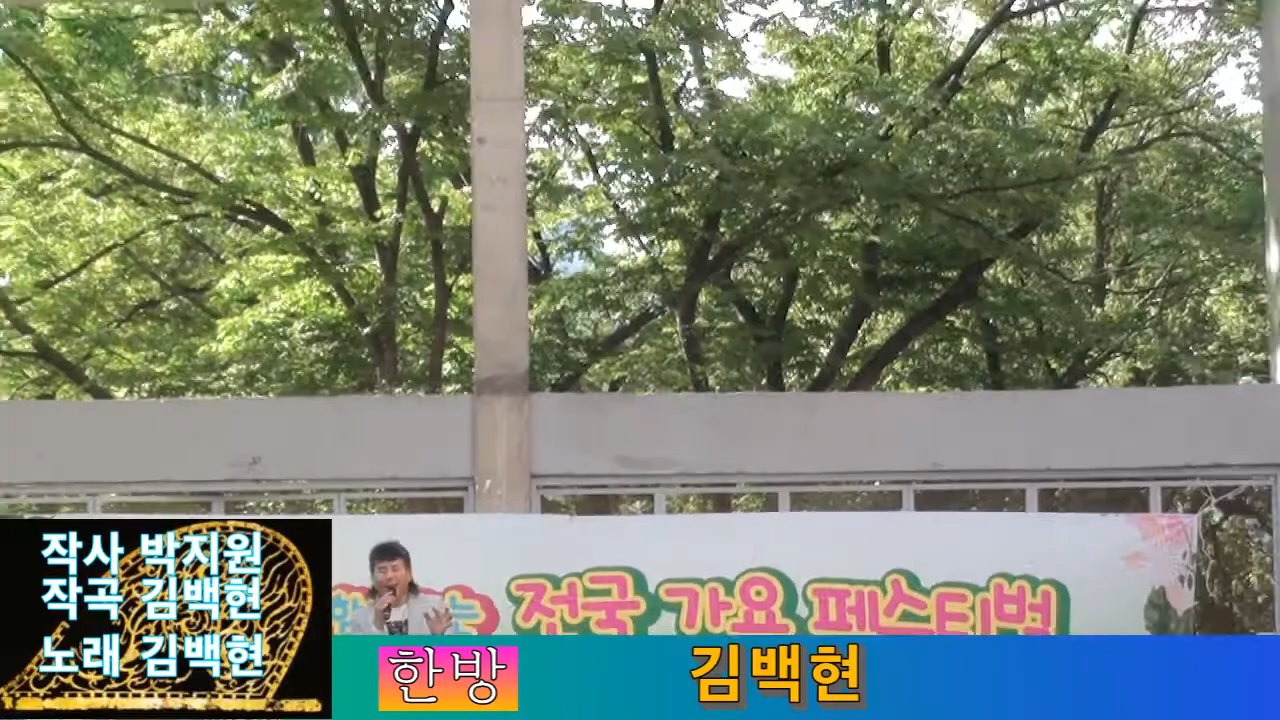 전국 가요 페스티벌
작사 박지원
작곡 김백현
노래 김백현
한방
김백현